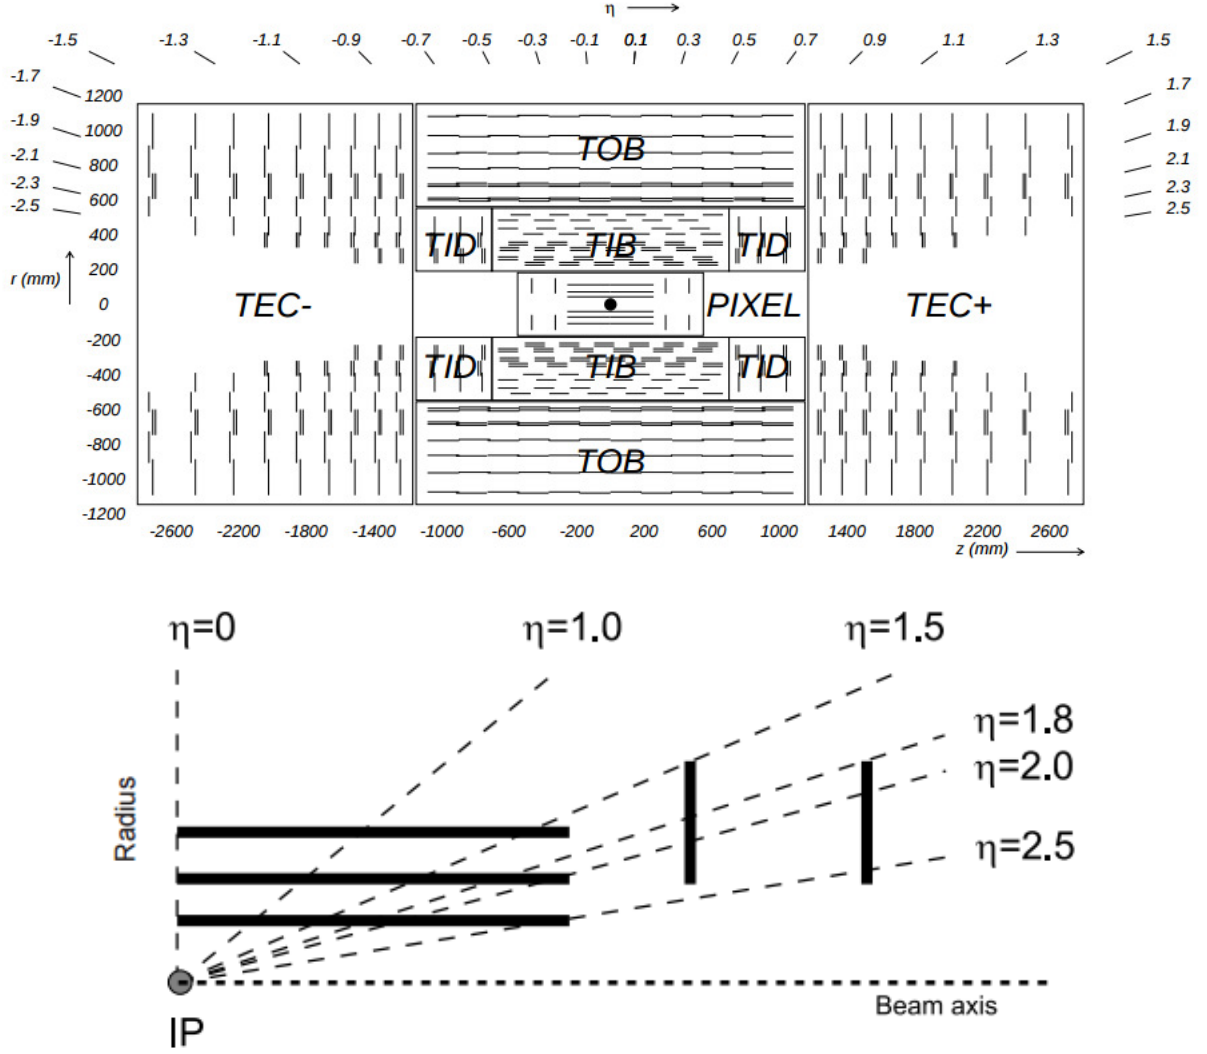 η
-1.5 -1.3 -1.1 -0.9 -0.7 -0.5 -0.3 -0.1 0.1 0.3 0.5 0.7 0.9 1.1 1.3 1.5
-1.7 1.7
-1.9 1.9
-2.1 2.1
-2.3 2.3
-2.5 2.5
1200
1000
800
600
400
200
0
-200
-400
-600
-800
-1000
-1200
r (mm)
TOB
TID TIB TID
TEC- PIXEL TEC+
TID TIB TID
TOB
-2600 -2200 -1800 -1400 -1000 -600 -200 200 600 1000 1400 1800 2200 2600
z (mm)
η=0 η=1.0 η=1.5
η=1.8
η=2.0
η=2.5
Radius
Beam axis
IP